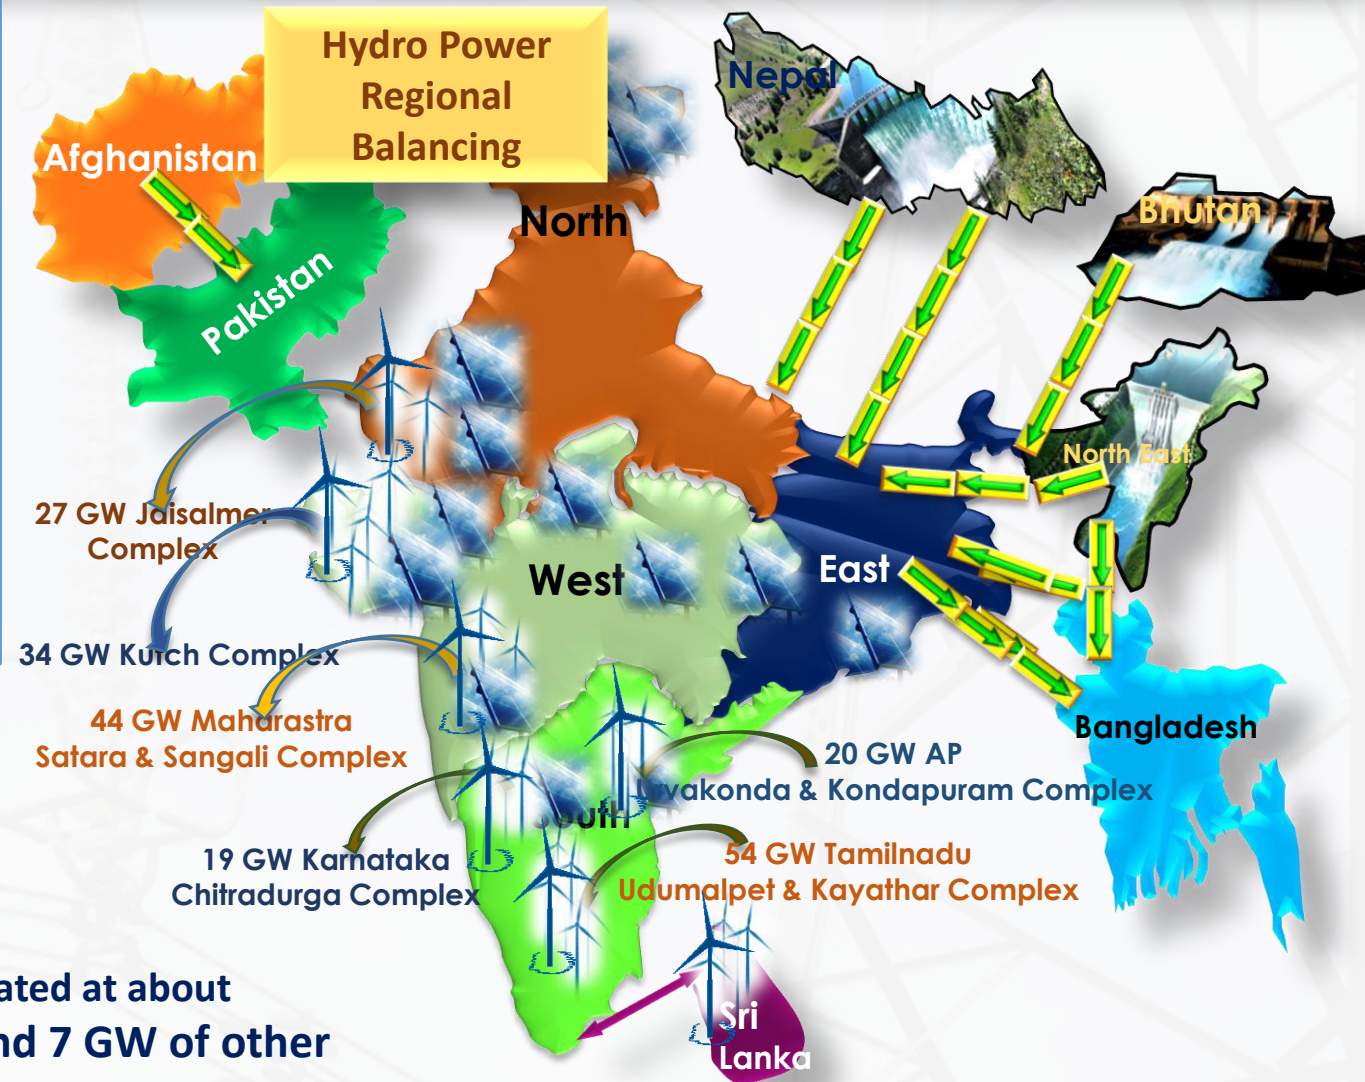 Hydro Power
Regional
Balancing
Nepal
Afghanistan
Bhutan
North
Pakistan
North East
27 GW Jaisalmer
Complex
West
East
34 GW Kutch Complex
44 GW Maharastra
Satara & Sangali Complex
Bangladesh
20 GW AP
& Kondapuram Complex
South
19 GW Karnataka
Chitradurga Complex
54 GW Tamilnadu
Udumalpet & Kayathar Complex
ated at about
nd 7 GW of other
Sri
Lanka